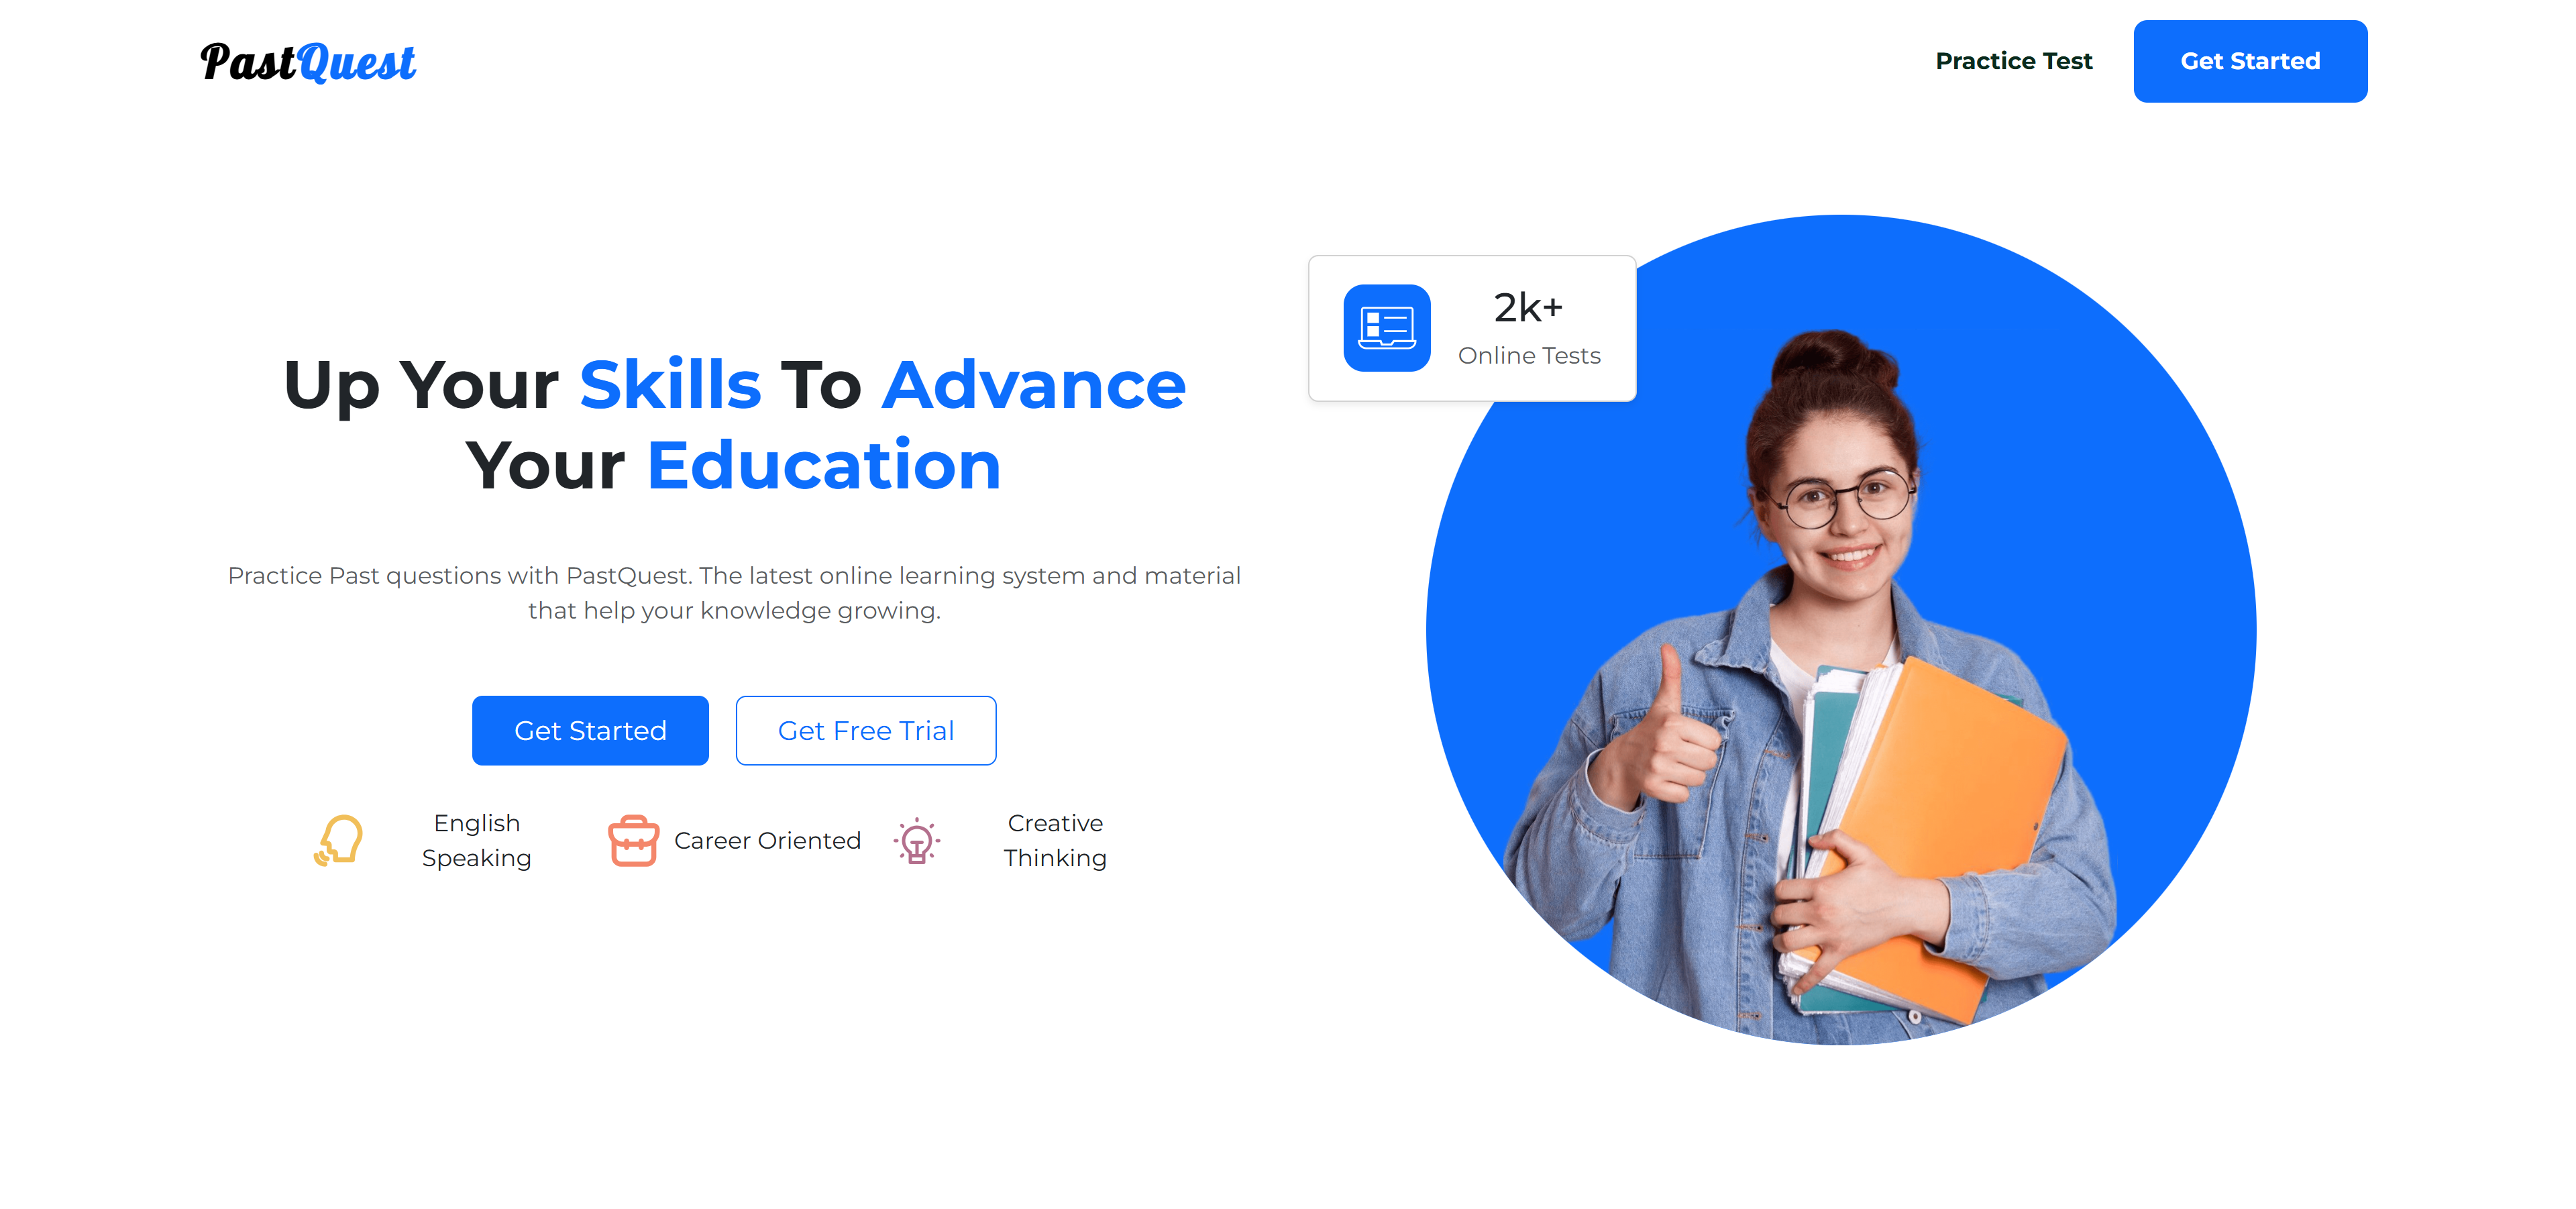 PastQuest
Practice Test
Get Started
2k+
Online Tests
Up Your Skills To Advance
Your Education
Practice Past questions with PastQuest. The latest online learning system and material
that help your knowledge growing.
Get Started
Get Free Trial
English
Speaking
Career Oriented
Creative
Thinking